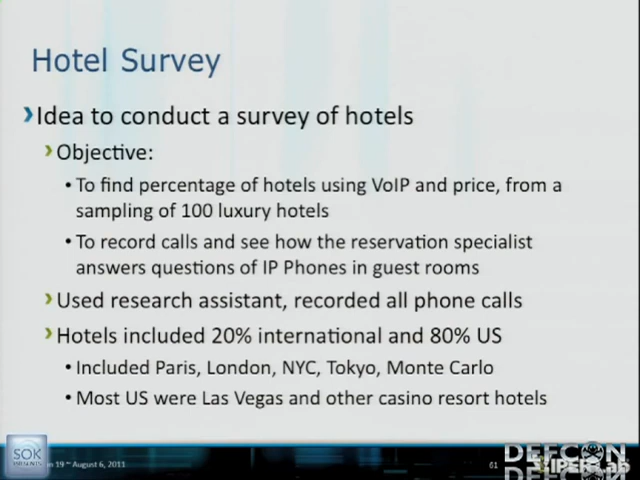 Hotel Survey
Idea to conduct a survey of hotels
Objective:
• To find percentage of hotels using VoIP and price, from a
sampling of 100 luxury hotels
• To record calls and see how the reservation specialist
answers questions of IP Phones in guest rooms
Used research assistant, recorded all phone calls
Hotels included 20% international and 80% US
• Included Paris, London, NYC, Tokyo, Monte Carlo
• Most US were Las Vegas and other casino resort hotels
SOK
19 ~ August 6, 2011
61
DEFCON